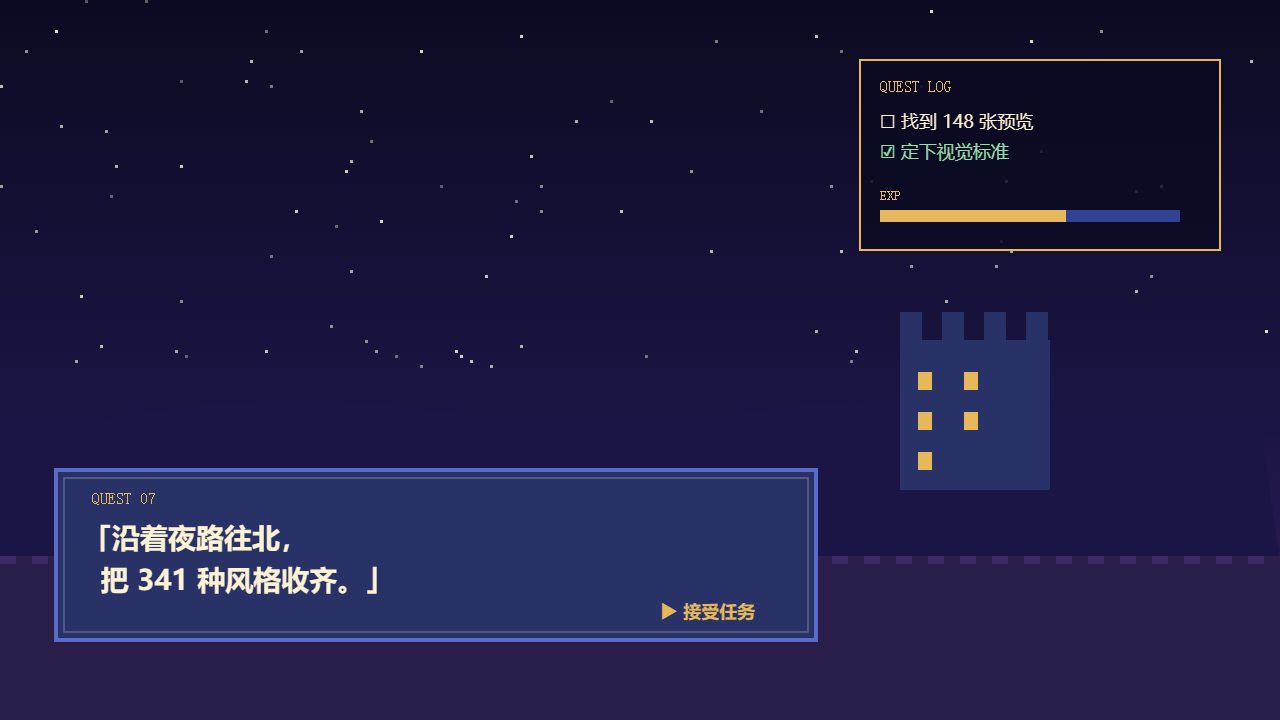 QUEST LOG
☐ 找到 148 张预览
☑ 定下视觉标准
EXP
QUEST 07
「沿着夜路往北，
把 341 种风格收齐。」
▶ 接受任务